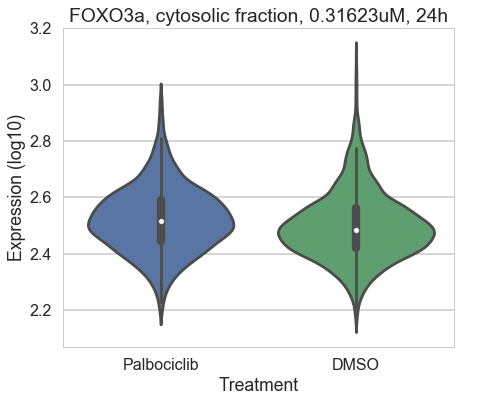 FOXO3a, cytosolic fraction, 0.31623uM, 24h
Expression (log10)
3.2
3.0
2.8
2.6
2.4
2.2
Palbociclib DMSO
Treatment